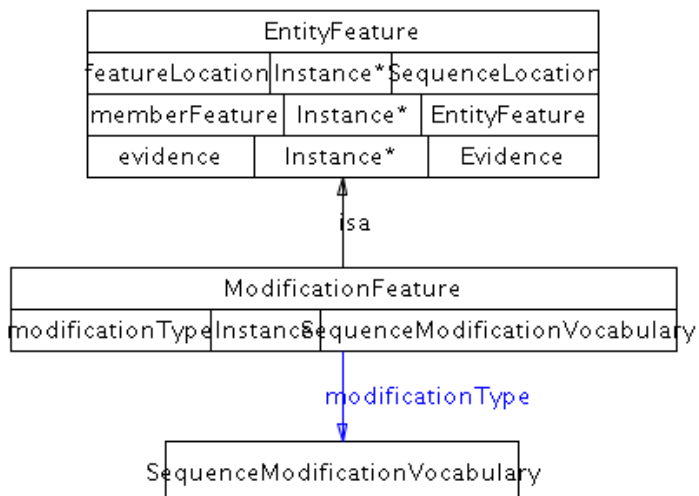 EntityFeature
featureLocation Instance* SequenceLocation
memberFeature Instance* EntityFeature
evidence Instance* Evidence
isa
ModificationFeature
modificationType Instance SequenceModificationVocabulary
modificationType
SequenceModificationVocabulary